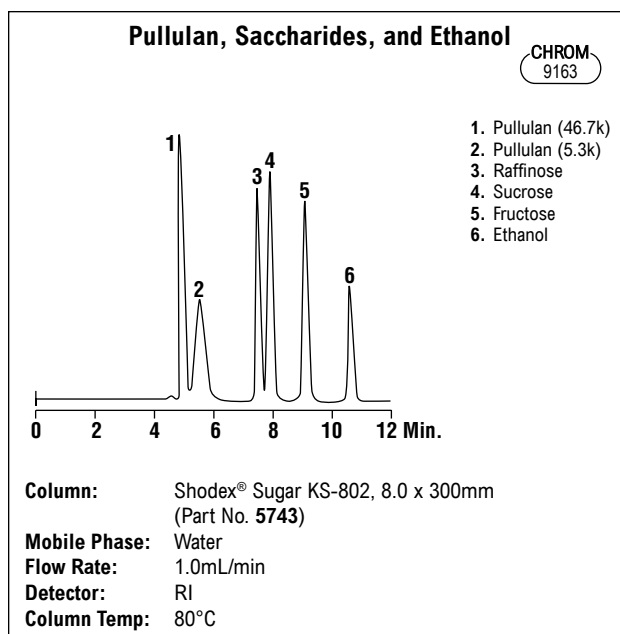 Pullulan, Saccharides, and Ethanol
CHROM
9163
1. Pullulan (46.7k)
2. Pullulan (5.3k)
3. Raffinose
4. Sucrose
5. Fructose
6. Ethanol
1
2
3
4
5
6
0 2 4 6 8 10 12 Min.
Column: Shodex® Sugar KS-802, 8.0 x 300mm
(Part No. 5743)
Mobile Phase: Water
Flow Rate: 1.0mL/min
Detector: RI
Column Temp: 80°C